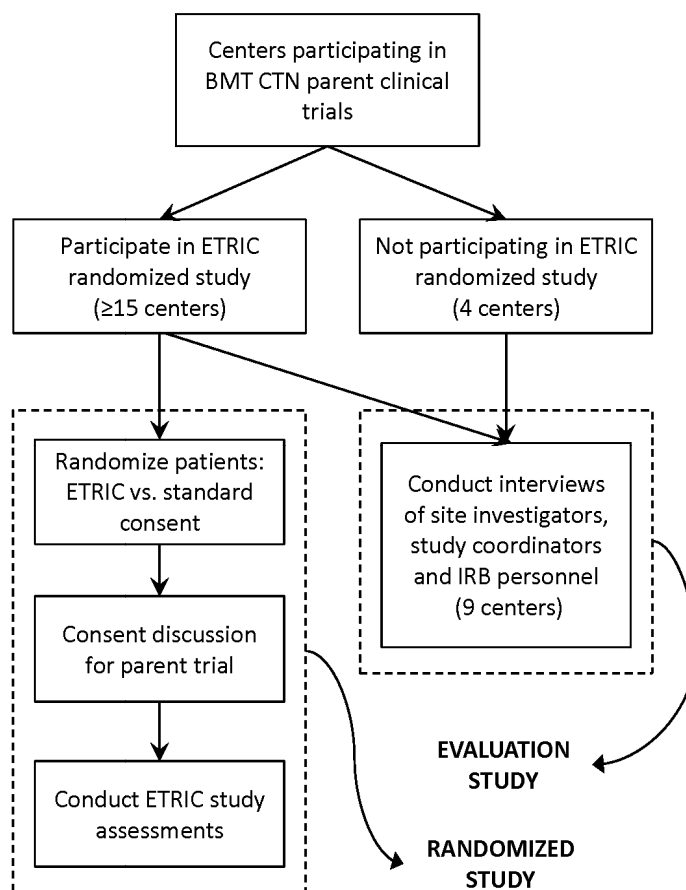 Centers participating in
BMT CTN parent clinical
trials
Participate in ETRIC
randomized study
(≥15 centers)
Not participating in ETRIC
randomized study
(4 centers)
Randomize patients:
ETRIC vs. standard
consent
Conduct interviews
of site investigators,
study coordinators
and IRB personnel
(9 centers)
Consent discussion
for parent trial
Conduct ETRIC study
assessments
EVALUATION
STUDY
RANDOMIZED
STUDY